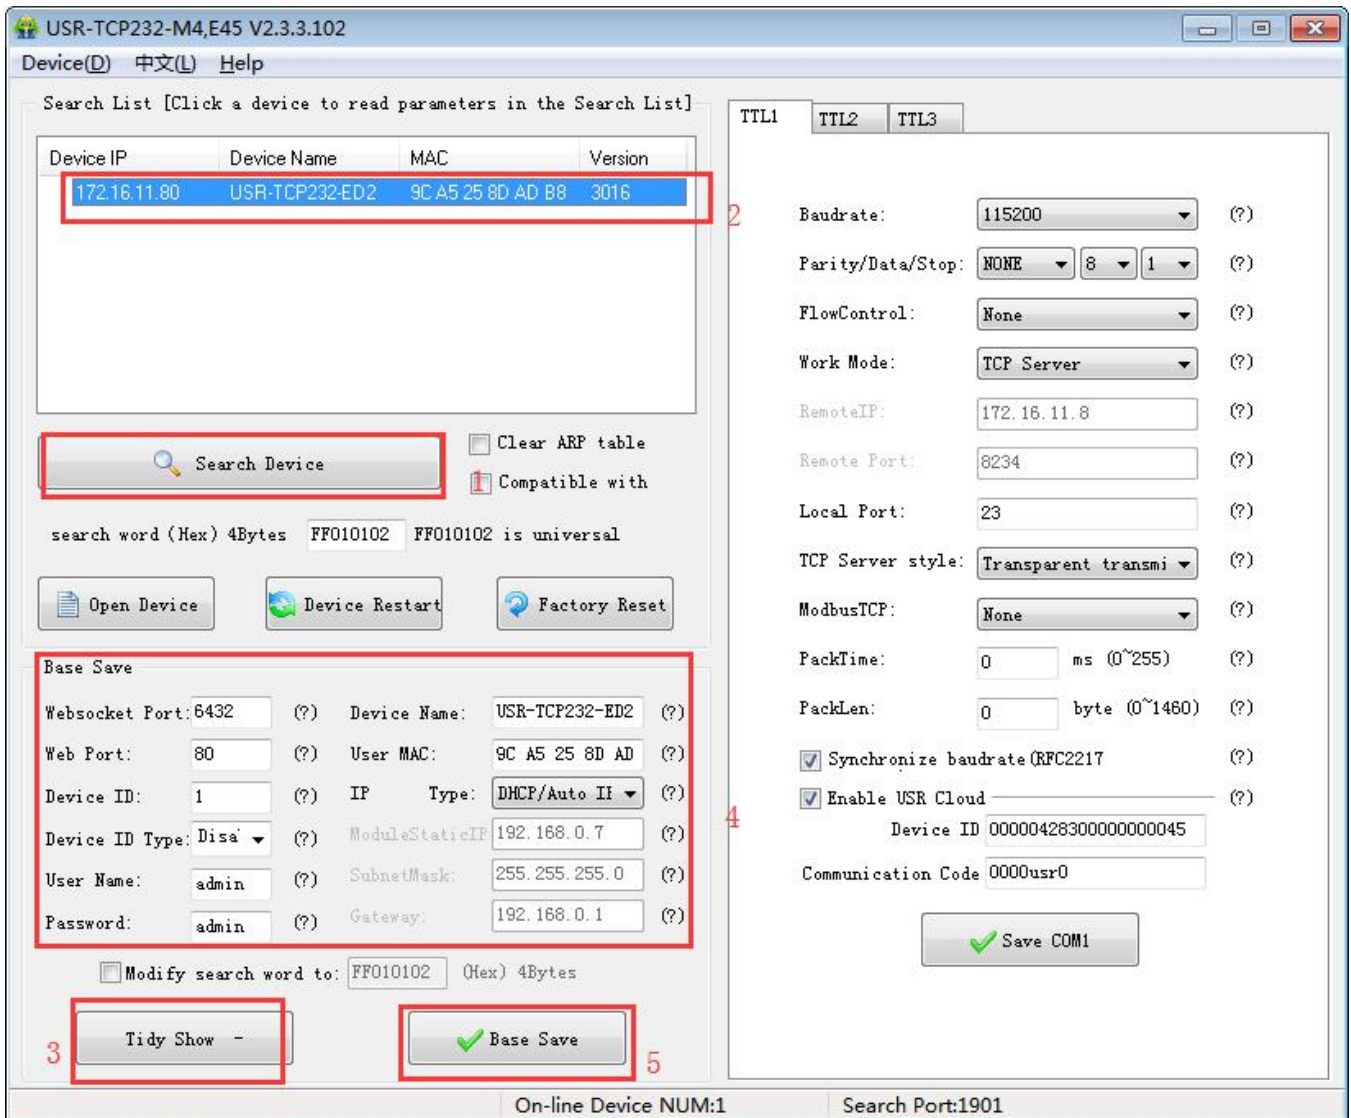 USR-TCP232-M4,E45 V2.3.3.102
Device(D) 中文(L) Help
Search List [Click a device to read parameters in the Search List]
Device IP Device Name MAC Version
172.16.11.80 USR-TCP232-ED2 9C A5 25 8D AD B8 3016
2
Search Device
Clear ARP table
1
Compatible with
search word (Hex) 4Bytes FF010102 FF010102 is universal
Open Device Device Restart Factory Reset
Base Save
Websocket Port: 6432 (?) Device Name: USR-TCP232-ED2 (?)
Web Port: 80 (?) User MAC: 9C A5 25 8D AD (?)
Device ID: 1 (?) IP Type: DHCP/Auto II (?)
Device ID Type: Disa (?) ModuleStaticIP 192.168.0.7 (?)
User Name: admin (?) SubnetMask: 255.255.255.0 (?)
Password: admin (?) Gateway: 192.168.0.1 (?)
4
Modify search word to: FF010102 (Hex) 4Bytes
3
Tidy Show -
Base Save
5
TTL1 TTL2 TTL3
Baudrate: 115200 (?)
Parity/Data/Stop: NONE 8 1 (?)
FlowControl: None (?)
Work Mode: TCP Server (?)
RemoteIP: 172.16.11.8 (?)
Remote Port: 8234 (?)
Local Port: 23 (?)
TCP Server style: Transparent transmi (?)
ModbusTCP: None (?)
PackTime: 0 ms (0~255) (?)
PackLen: 0 byte (0~1460) (?)
Synchronize baudrate(RFC2217 (?)
Enable USR Cloud (?)
Device ID 00000428300000000045
Communication Code 0000usr0
Save COM1
On-line Device NUM:1 Search Port:1901